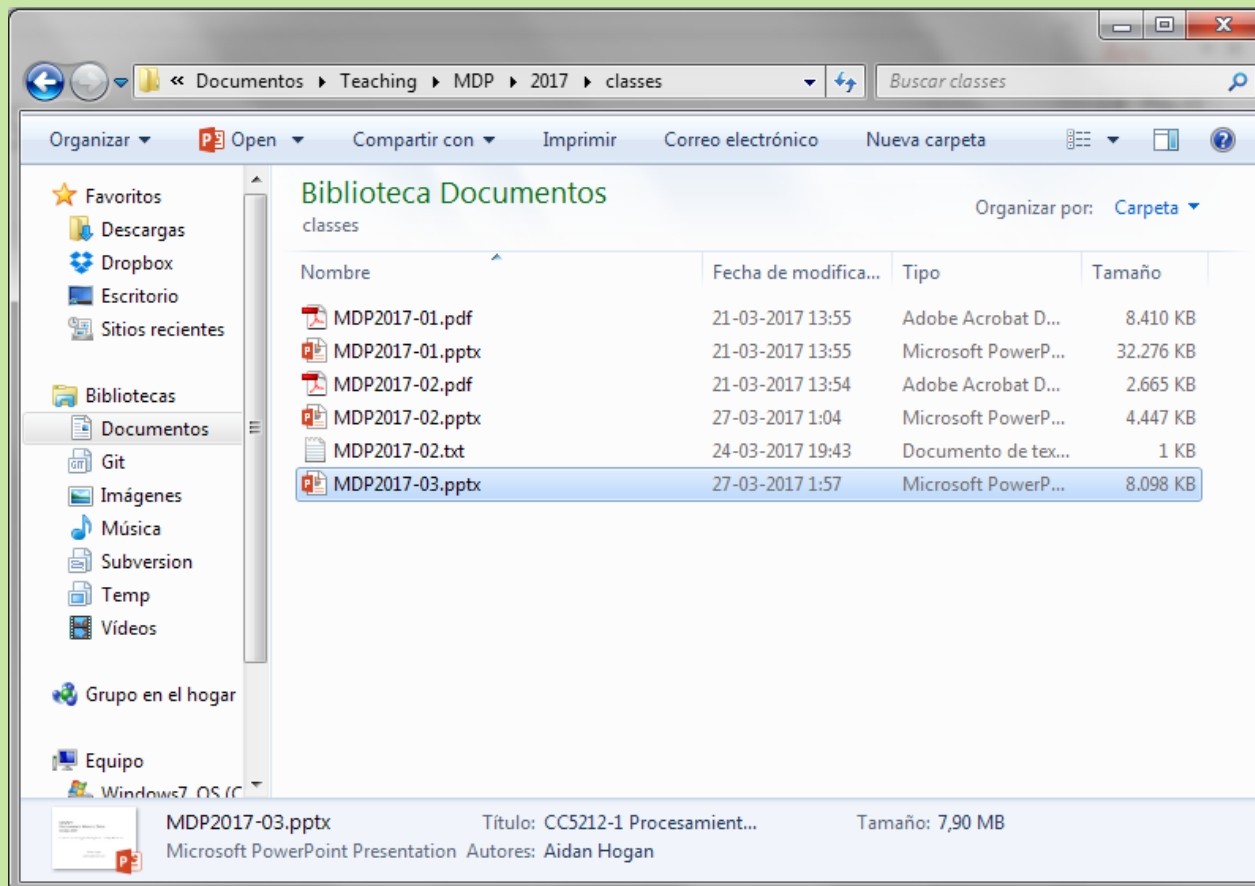 « Documentos ▸ Teaching ▸ MDP ▸ 2017 ▸ classes
Buscar classes
Organizar Open Compartir con Imprimir Correo electrónico Nueva carpeta
Favoritos
Descargas
Dropbox
Escritorio
Sitios recientes
Bibliotecas
Documentos
Git
Imágenes
Música
Subversion
Temp
Vídeos
Grupo en el hogar
Equipo
Windows7_OS (C
Biblioteca Documentos
classes
Organizar por: Carpeta
Nombre Fecha de modifica... Tipo Tamaño
MDP2017-01.pdf 21-03-2017 13:55 Adobe Acrobat D... 8.410 KB
MDP2017-01.pptx 21-03-2017 13:55 Microsoft PowerP... 32.276 KB
MDP2017-02.pdf 21-03-2017 13:54 Adobe Acrobat D... 2.665 KB
MDP2017-02.pptx 27-03-2017 1:04 Microsoft PowerP... 4.447 KB
MDP2017-02.txt 24-03-2017 19:43 Documento de tex... 1 KB
MDP2017-03.pptx 27-03-2017 1:57 Microsoft PowerP... 8.098 KB
MDP2017-03.pptx Título: CC5212-1 Procesamient... Tamaño: 7,90 MB
Microsoft PowerPoint Presentation Autores: Aidan Hogan